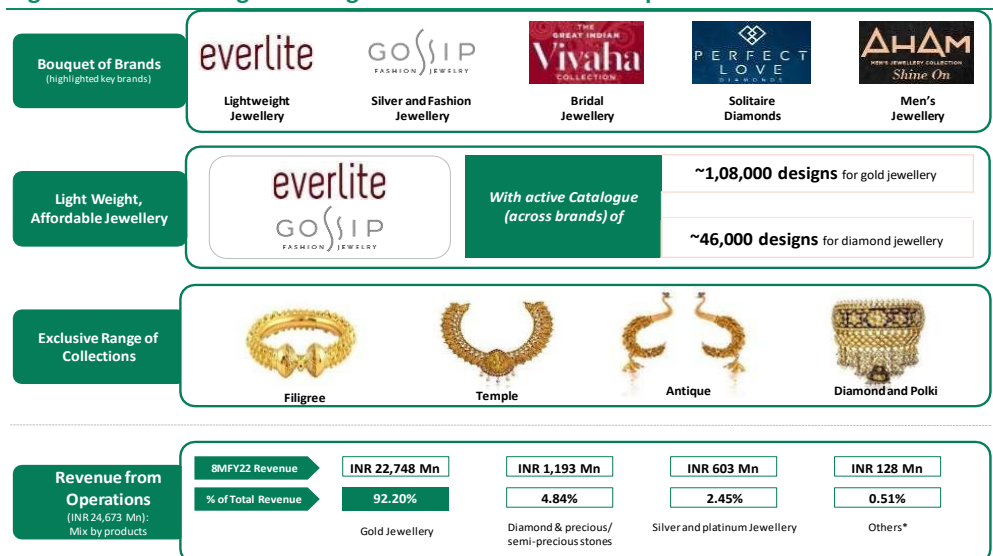 Bouquet of Brands
(highlighted key brands)
everlite
GOSSIP
FASHION JEWELRY
THE
GREAT INDIAN
Vivaha
COLLECTION
PERFECT
LOVE
DIAMONDS
AHAM
MEN'S JEWELLERY COLLECTION
Shine On
Lightweight
Jewellery
Silver and Fashion
Jewellery
Bridal
Jewellery
Solitaire
Diamonds
Men's
Jewellery
Light Weight,
Affordable Jewellery
everlite
GOSSIP
FASHION JEWELRY
With active Catalogue
(across brands) of
~1,08,000 designs for gold jewellery
~46,000 designs for diamond jewellery
Exclusive Range of
Collections
Filigree
Temple
Antique
Diamond and Polki
Revenue from
Operations
(INR 24,673 Mn):
Mix by products
8MFY22 Revenue
INR 22,748 Mn
INR 1,193 Mn
INR 603 Mn
INR 128 Mn
% of Total Revenue
92.20%
4.84%
2.45%
0.51%
Gold Jewellery
Diamond & precious/
semi-precious stones
Silver and platinum Jewellery
Others*